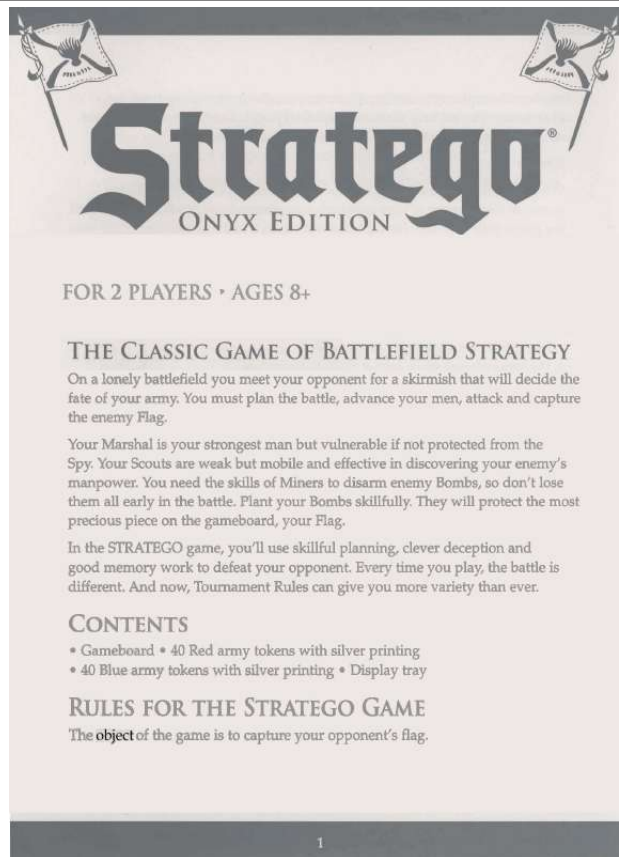 Stratego®
ONYX EDITION
FOR 2 PLAYERS • AGES 8+
THE CLASSIC GAME OF BATTLEFIELD STRATEGY
On a lonely battlefield you meet your opponent for a skirmish that will decide the
fate of your army. You must plan the battle, advance your men, attack and capture
the enemy Flag.
Your Marshal is your strongest man but vulnerable if not protected from the
Spy. Your Scouts are weak but mobile and effective in discovering your enemy's
manpower. You need the skills of Miners to disarm enemy Bombs, so don't lose
them all early in the battle. Plant your Bombs skillfully. They will protect the most
precious piece on the gameboard, your Flag.
In the STRATEGO game, you'll use skillful planning, clever deception and
good memory work to defeat your opponent. Every time you play, the battle is
different. And now, Tournament Rules can give you more variety than ever.
CONTENTS
• Gameboard • 40 Red army tokens with silver printing
• 40 Blue army tokens with silver printing • Display tray
RULES FOR THE STRATEGO GAME
The object of the game is to capture your opponent's flag.
1